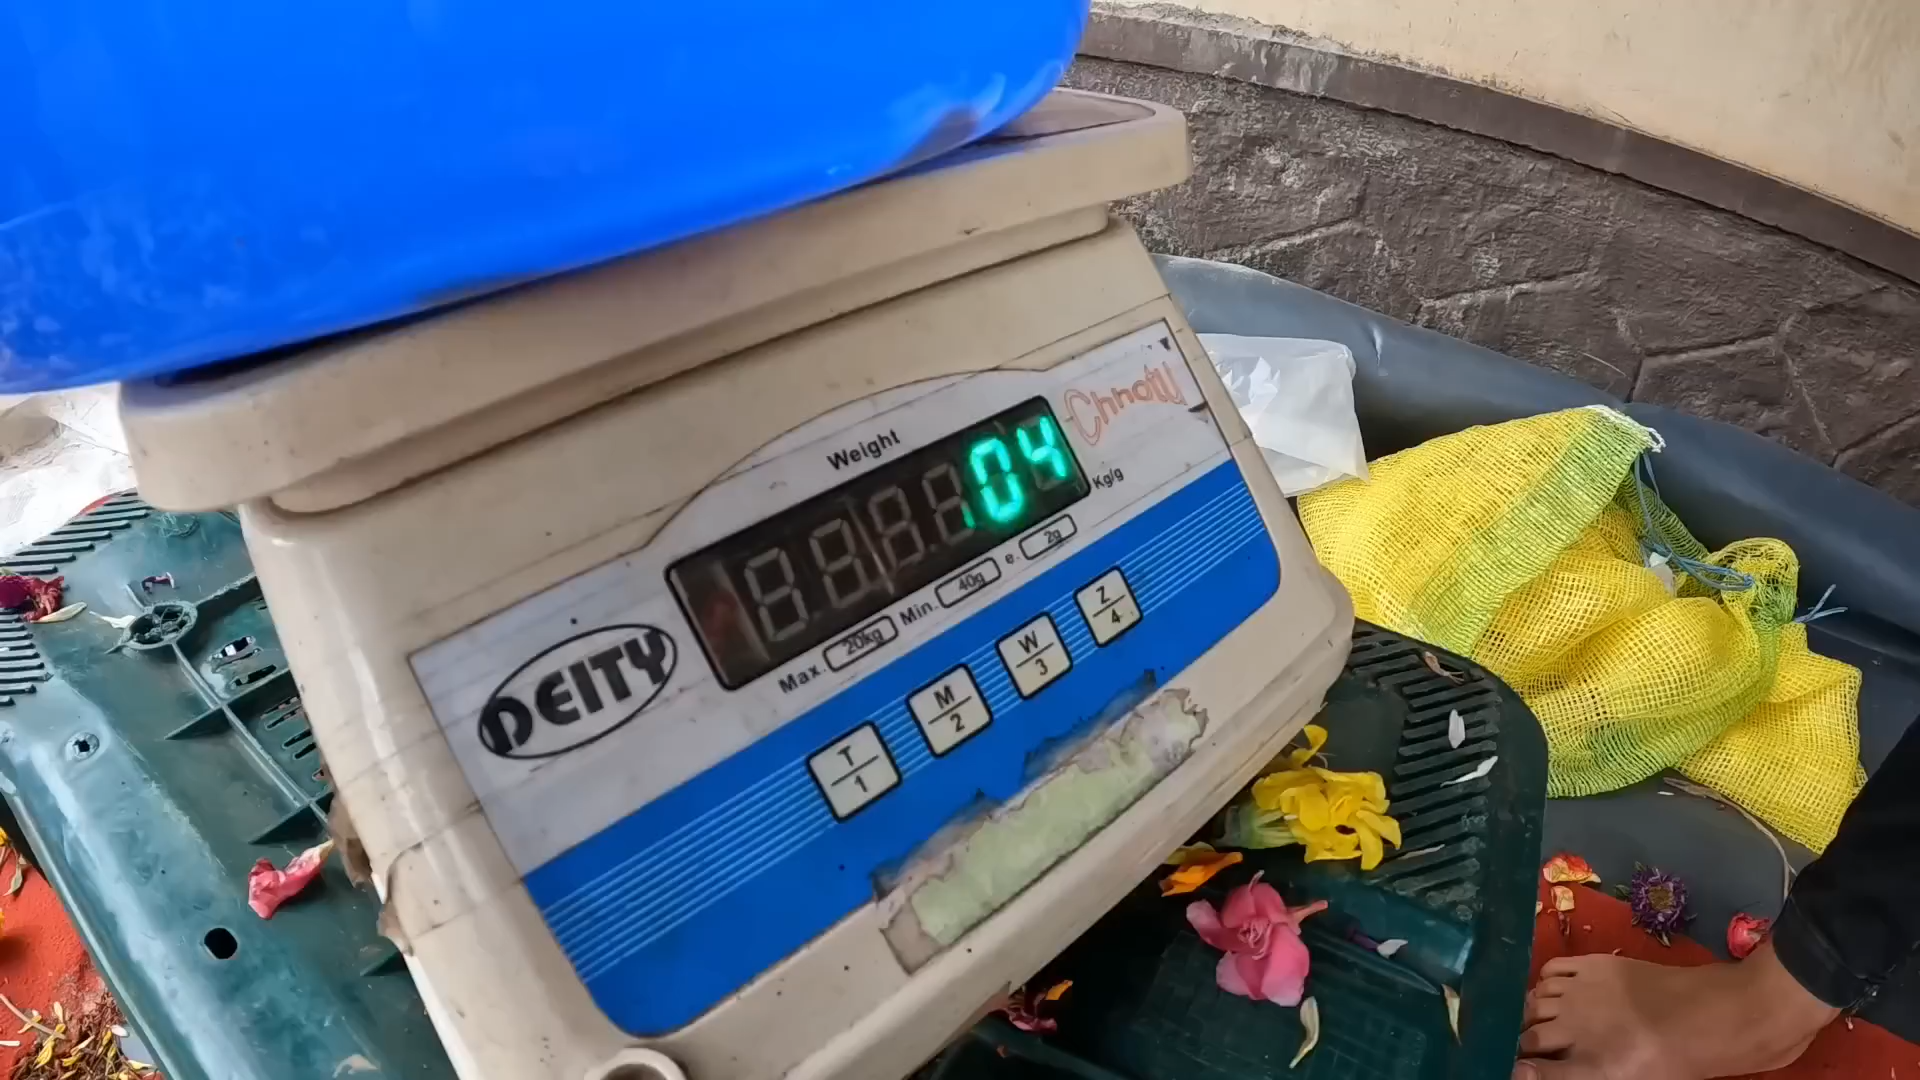 Chhotu
Weight
04
Kg/g
Max. 20kg Min. 40g e. 2g
DEITY
T
1
M
2
W
3
Z
4